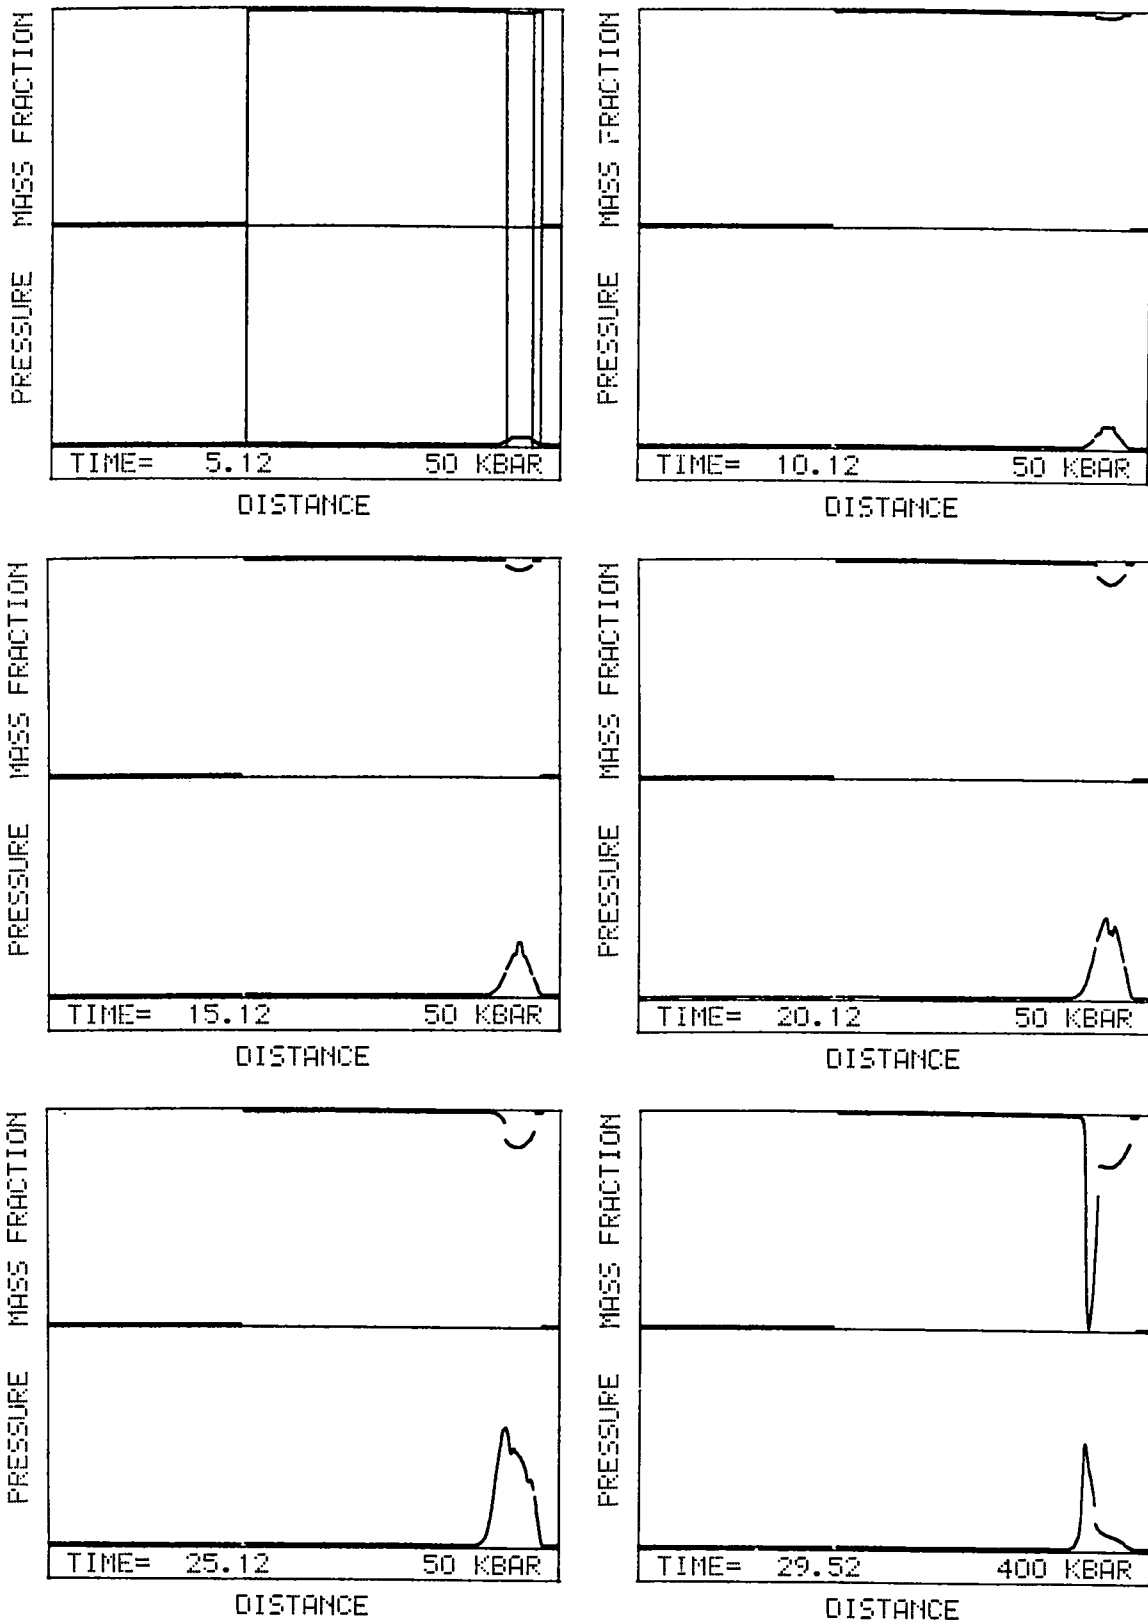 MASS FRACTION
PRESSURE
TIME= 5.12 50 KBAR
DISTANCE
MASS FRACTION
PRESSURE
TIME= 10.12 50 KBAR
DISTANCE
MASS FRACTION
PRESSURE
TIME= 15.12 50 KBAR
DISTANCE
MASS FRACTION
PRESSURE
TIME= 20.12 50 KBAR
DISTANCE
MASS FRACTION
PRESSURE
TIME= 25.12 50 KBAR
DISTANCE
MASS FRACTION
PRESSURE
TIME= 29.52 400 KBAR
DISTANCE